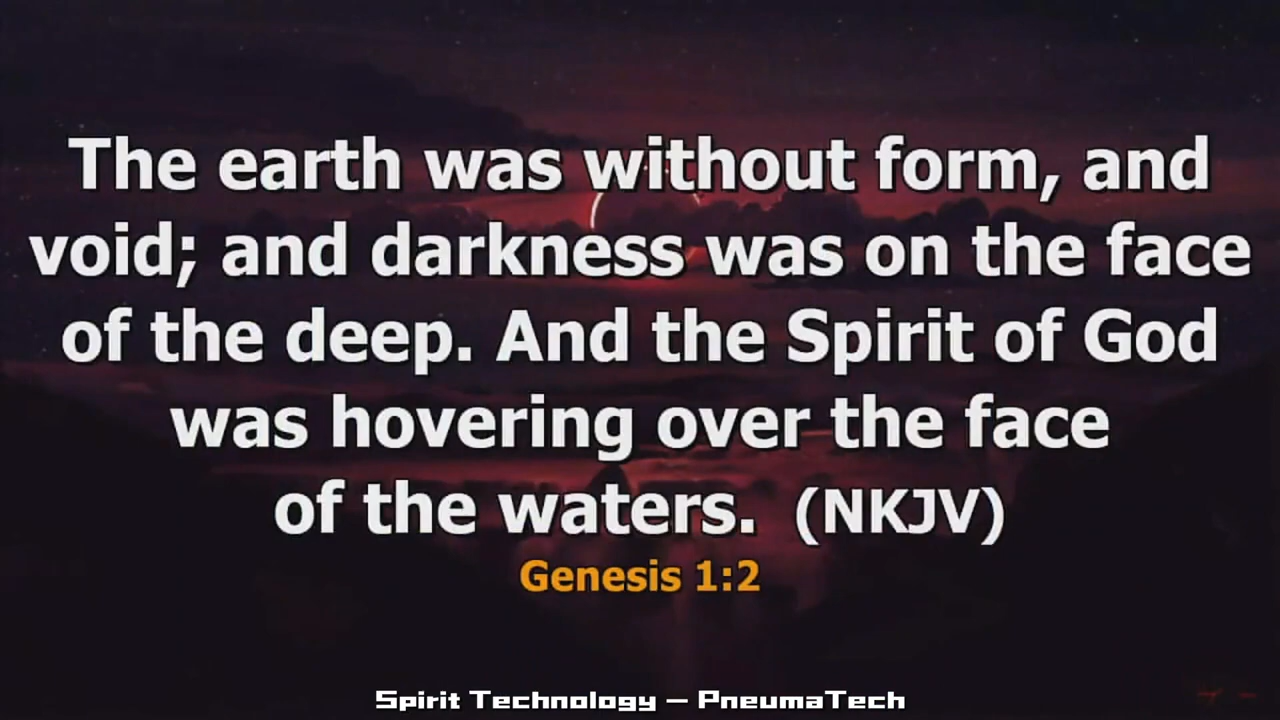 The earth was without form, and
void; and darkness was on the face
of the deep. And the Spirit of God
was hovering over the face
of the waters.  (NKJV)
Genesis 1:2
Spirit Technology – PneumaTech